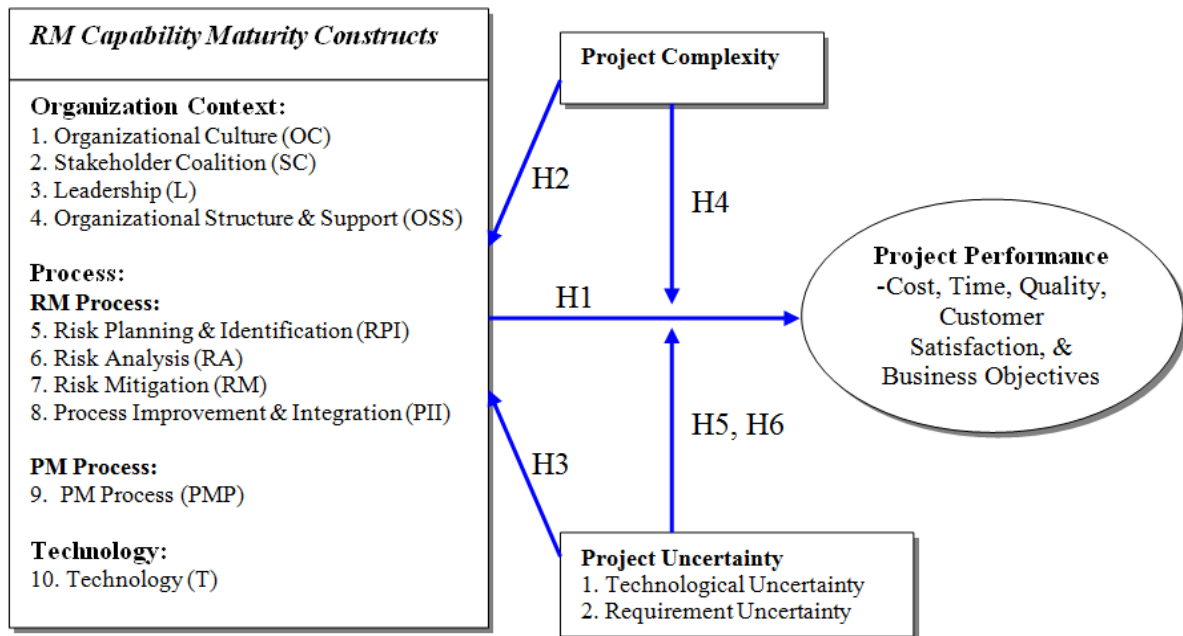 RM Capability Maturity Constructs
Organization Context:
1. Organizational Culture (OC)
2. Stakeholder Coalition (SC)
3. Leadership (L)
4. Organizational Structure & Support (OSS)
Process:
RM Process:
5. Risk Planning & Identification (RPI)
6. Risk Analysis (RA)
7. Risk Mitigation (RM)
8. Process Improvement & Integration (PII)
PM Process:
9. PM Process (PMP)
Technology:
10. Technology (T)
Project Complexity
H2
H4
H1
H3
H5, H6
Project Uncertainty
1. Technological Uncertainty
2. Requirement Uncertainty
Project Performance
-Cost, Time, Quality,
Customer
Satisfaction, &
Business Objectives